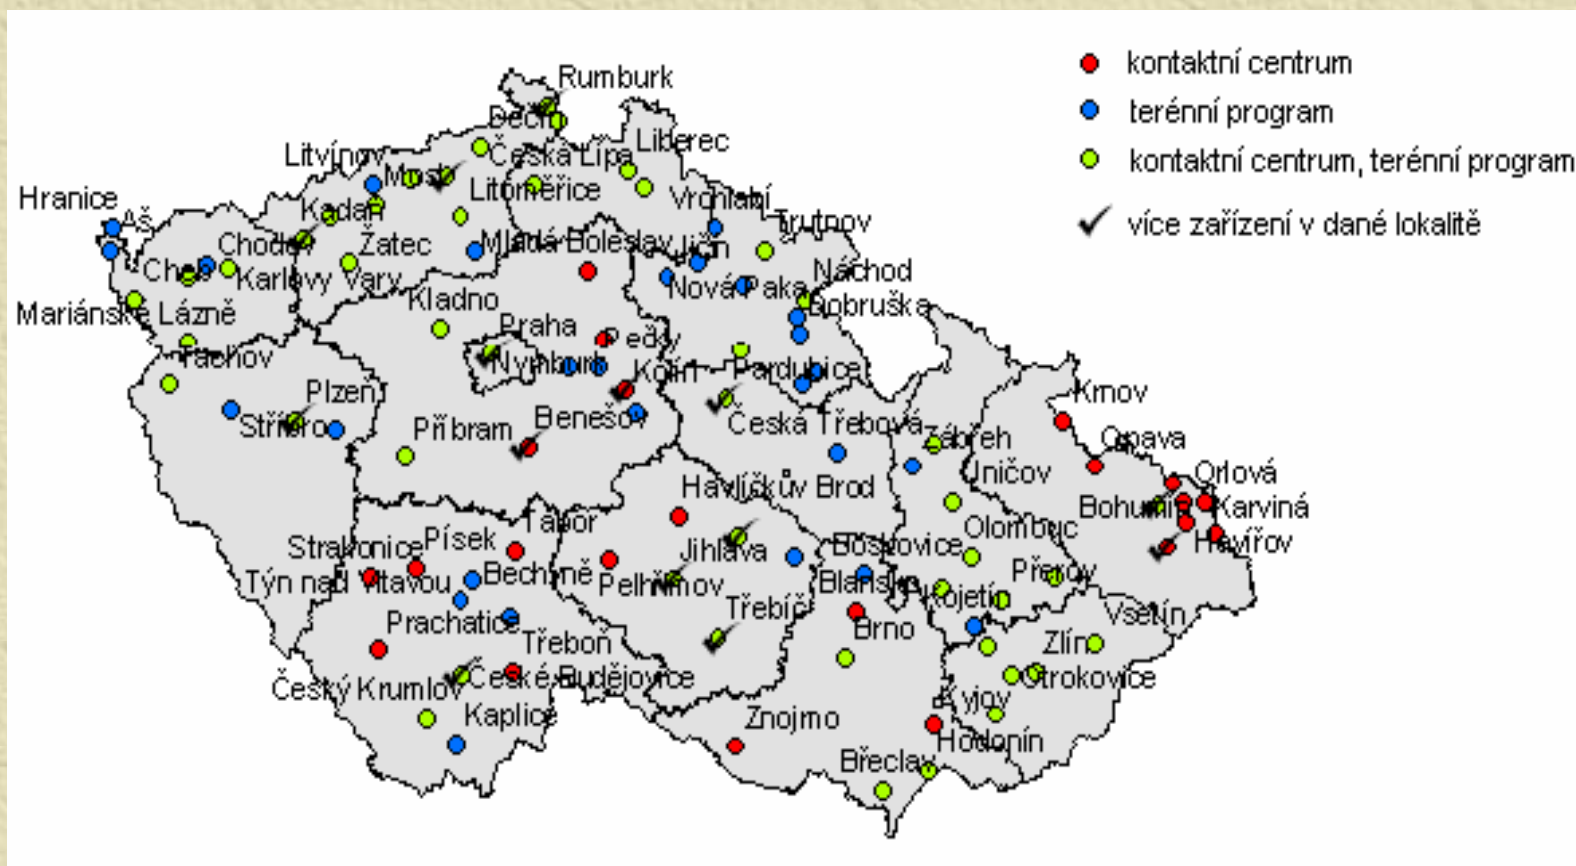 kontaktní centrum
terénní program
kontaktní centrum, terénní program
více zařízení v dané lokalitě
Rumburk
Děčín
Liberec
Litvínov
Česká Lípa
Most
Litoměřice
Hranice
Aš
Kadaň
Vrchlabí
Trutnov
Chodov
Cheb
Žatec
Mladá Boleslav
Jičín
Karlovy Vary
Nová Paka
Náchod
Mariánské Lázně
Kladno
Dobruška
Praha
Pečky
Tachov
Nymburk
Kolín
Pardubice
Plzeň
Stříbro
Příbram
Benešov
Česká Třebová
Krnov
Zábřeh
Opava
Uničov
Orlová
Havlíčkův Brod
Bohumín
Karviná
Tábor
Olomouc
Havířov
Strakonice
Písek
Jihlava
Boskovice
Týn nad Vltavou
Bechyně
Pelhřimov
Blansko
Přerov
Kojetín
Prachatice
Třebíč
Brno
Vsetín
Třeboň
Zlín
Český Krumlov
České Budějovice
Otrokovice
Kaplice
Znojmo
Kyjov
Hodonín
Břeclav